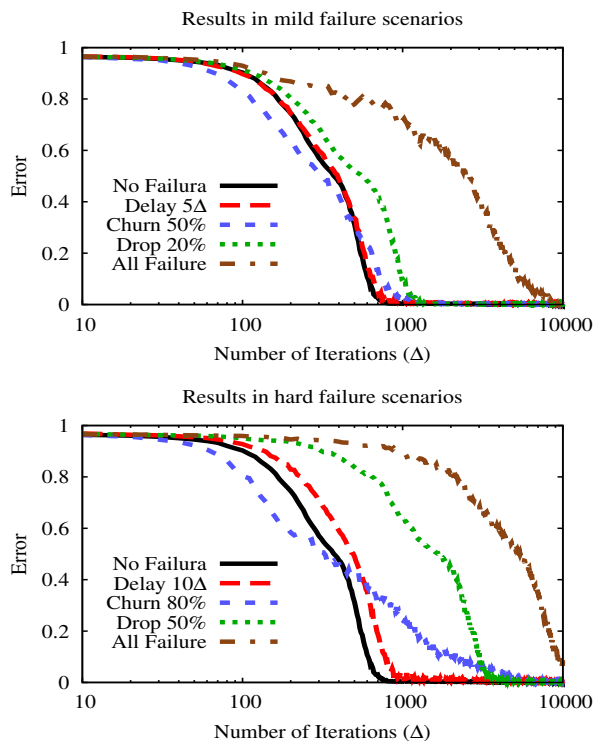 Results in mild failure scenarios
1
0.8
0.6
0.4
0.2
0
Error
No Failura
Delay 5Δ
Churn 50%
Drop 20%
All Failure
10
100
1000
10000
Number of Iterations (Δ)
Results in hard failure scenarios
1
0.8
0.6
0.4
0.2
0
Error
No Failura
Delay 10Δ
Churn 80%
Drop 50%
All Failure
10
100
1000
10000
Number of Iterations (Δ)